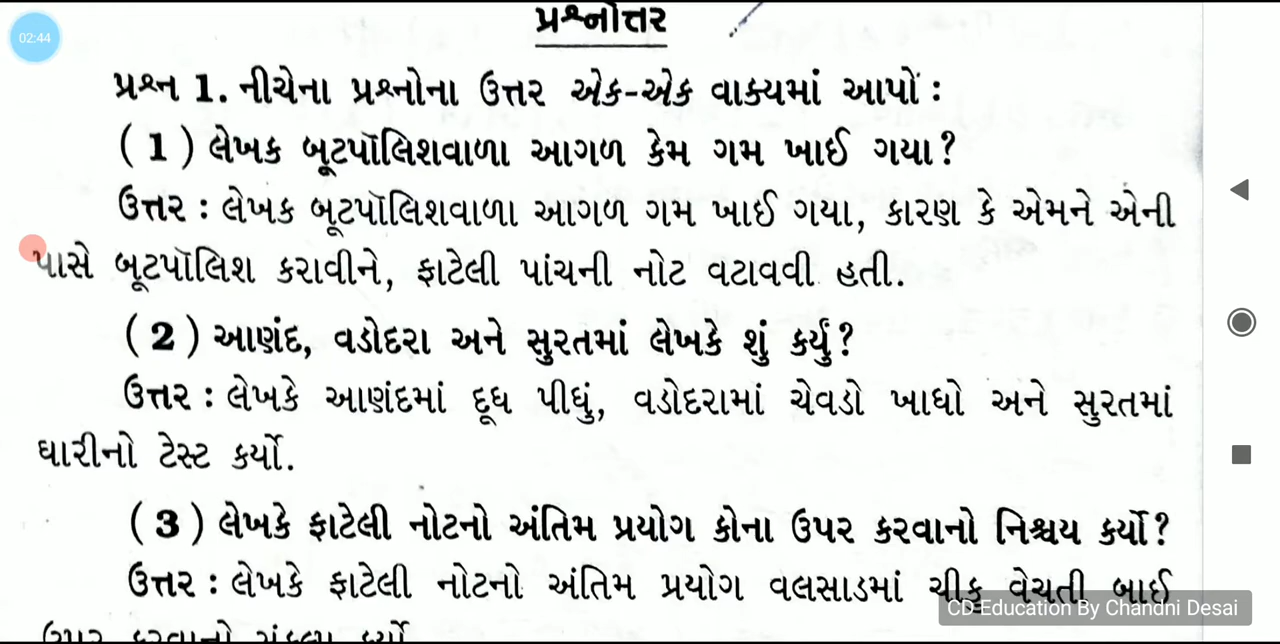 02:44
પ્રશ્નોત્તર
પ્રશ્ન 1. નીચેના પ્રશ્નોના ઉત્તર એક-એક વાક્યમાં આપો :
( 1 ) લેખક બૂટપૉલિશવાળા આગળ કેમ ગમ ખાઈ ગયા?
ઉત્તર : લેખક બૂટપૉલિશવાળા આગળ ગમ ખાઈ ગયા, કારણ કે એમને એની
પાસે બૂટપૉલિશ કરાવીને, ફાટેલી પાંચની નોટ વટાવવી હતી.
( 2 ) આણંદ, વડોદરા અને સુરતમાં લેખકે શું કર્યું?
ઉત્તર : લેખકે આણંદમાં દૂધ પીધું, વડોદરામાં ચેવડો ખાધો અને સુરતમાં
ઘારીનો ટેસ્ટ કર્યો.
( 3 ) લેખકે ફાટેલી નોટનો અંતિમ પ્રયોગ કોના ઉપર કરવાનો નિશ્ચય કર્યો?
ઉત્તર : લેખકે ફાટેલી નોટનો અંતિમ પ્રયોગ વલસાડમાં ચીકુ વેચતી બાઈ
CD Education By Chandni Desai
ઉપર કરવાનો સંકલ્પ કર્યો